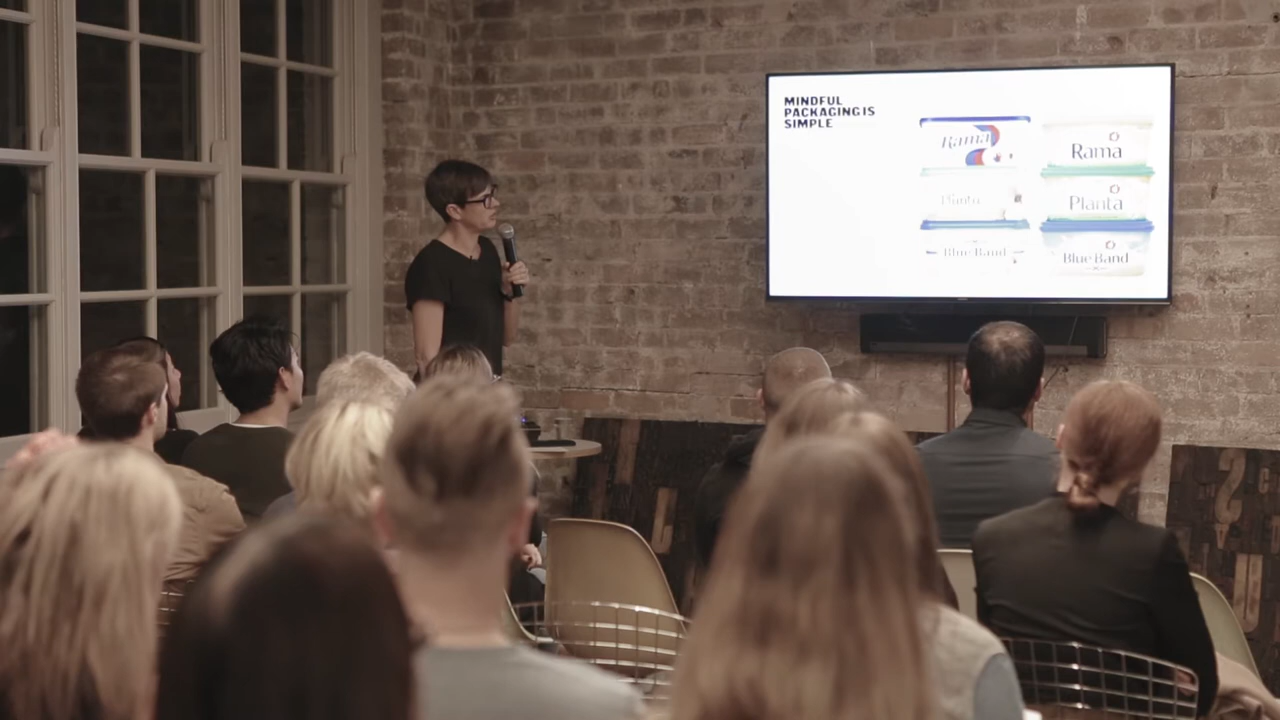 MINDFUL
PACKAGING IS
SIMPLE
Rama
Rama
Planta
Planta
Blue Band
Blue Band